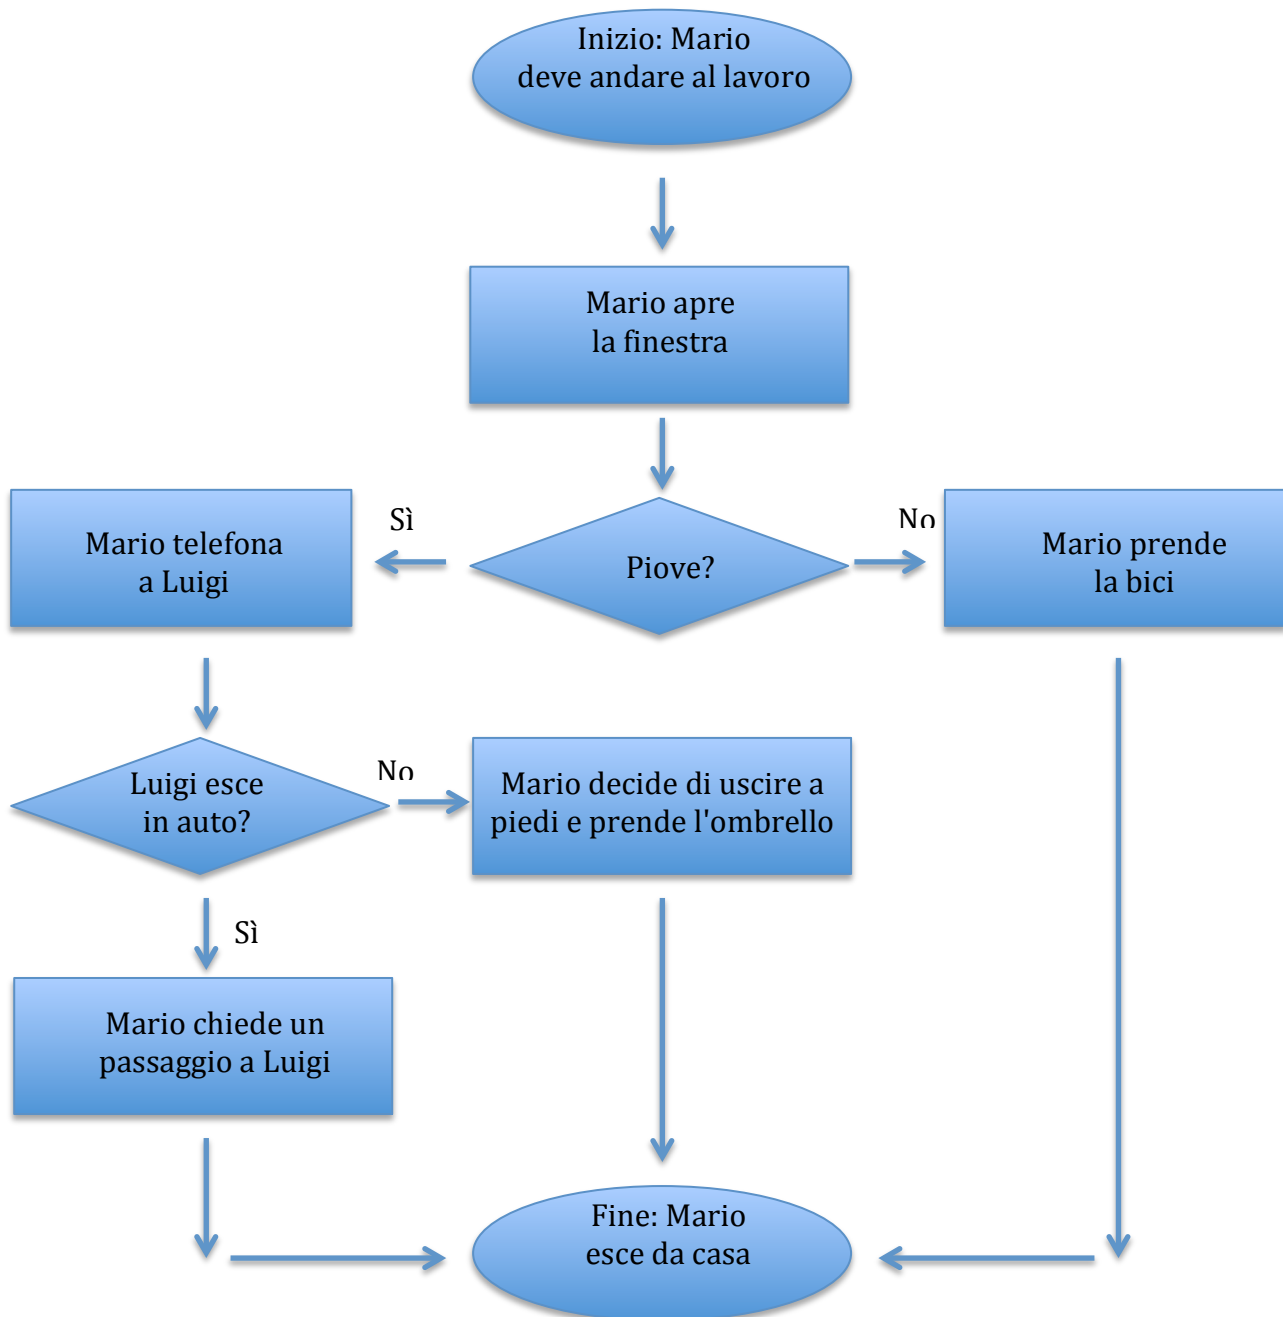 Inizio: Mario
deve andare al lavoro
Mario apre
la finestra
Sì
No
Mario telefona
a Luigi
Piove?
Mario prende
la bici
Luigi esce
in auto?
No
Mario decide di uscire a
piedi e prende l'ombrello
Sì
Mario chiede un
passaggio a Luigi
Fine: Mario
esce da casa